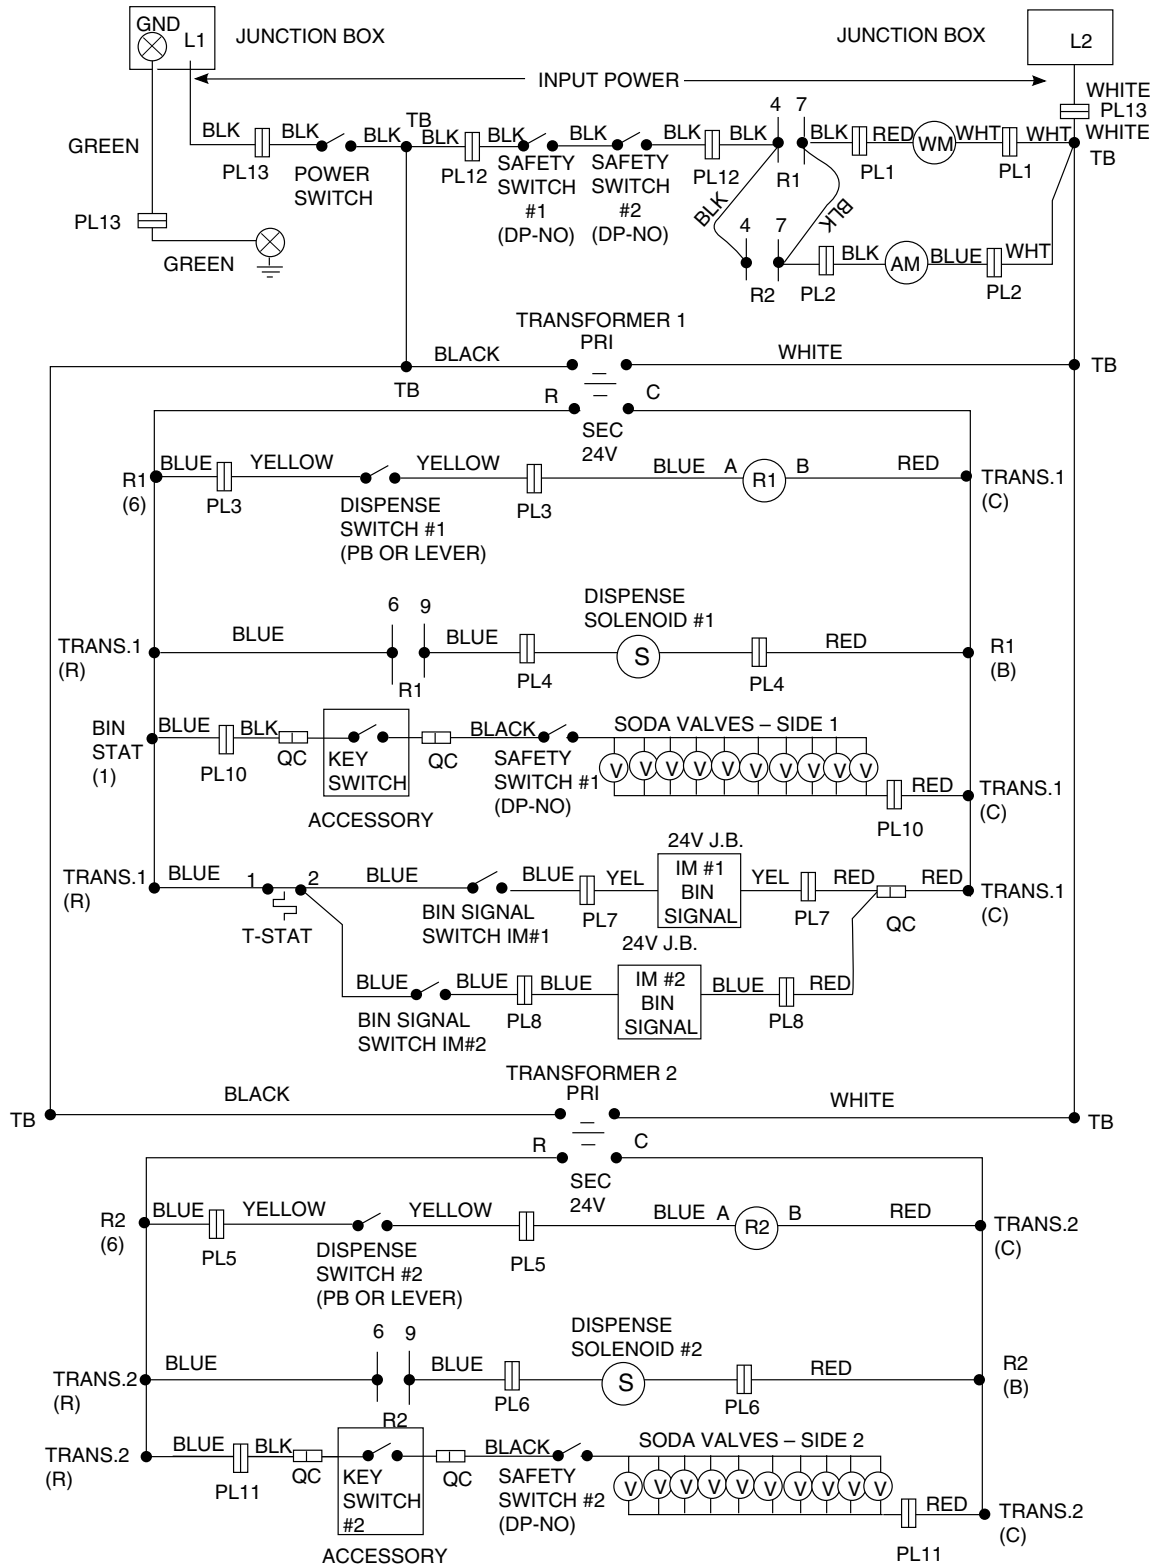 GND
L1
JUNCTION BOX
JUNCTION BOX
L2
INPUT POWER
WHITE
PL13
WHITE
TB
GREEN
BLK
BLK
BLK
TB
BLK
BLK
BLK
BLK
BLK
4 7
BLK
RED
WM
WHT
WHT
PL13
POWER
SWITCH
PL12
SAFETY
SWITCH
#1
(DP-NO)
SAFETY
SWITCH
#2
(DP-NO)
PL12
R1
PL1
PL1
PL13
GREEN
BLK
BLK
4 7
R2
BLK
AM
BLUE
WHT
PL2
PL2
TRANSFORMER 1
PRI
BLACK
WHITE
TB
TB
R
C
SEC
24V
R1
(6)
BLUE
YELLOW
YELLOW
BLUE
A
R1
B
RED
TRANS.1
(C)
PL3
DISPENSE
SWITCH #1
(PB OR LEVER)
PL3
TRANS.1
(R)
BLUE
6 9
R1
BLUE
PL4
DISPENSE
SOLENOID #1
S
PL4
RED
R1
(B)
BIN
STAT
(1)
BLUE
BLK
PL10
QC
KEY
SWITCH
ACCESSORY
QC
BLACK
SAFETY
SWITCH #1
(DP-NO)
SODA VALVES – SIDE 1
V V V V V V V V V V
PL10
RED
TRANS.1
(C)
TRANS.1
(R)
BLUE
1 2
T-STAT
BLUE
BIN SIGNAL
SWITCH IM#1
BLUE
PL7
YEL
24V J.B.
IM #1
BIN
SIGNAL
YEL
PL7
RED
QC
RED
TRANS.1
(C)
BLUE
BIN SIGNAL
SWITCH IM#2
BLUE
PL8
BLUE
24V J.B.
IM #2
BIN
SIGNAL
BLUE
PL8
RED
TRANSFORMER 2
PRI
TB
BLACK
WHITE
TB
R
C
SEC
24V
R2
(6)
BLUE
YELLOW
YELLOW
BLUE
A
R2
B
RED
TRANS.2
(C)
PL5
DISPENSE
SWITCH #2
(PB OR LEVER)
PL5
TRANS.2
(R)
BLUE
6 9
R2
BLUE
PL6
DISPENSE
SOLENOID #2
S
PL6
RED
R2
(B)
TRANS.2
(R)
BLUE
BLK
PL11
QC
KEY
SWITCH
#2
ACCESSORY
QC
BLACK
SAFETY
SWITCH #2
(DP-NO)
SODA VALVES – SIDE 2
V V V V V V V V V V
PL11
RED
TRANS.2
(C)